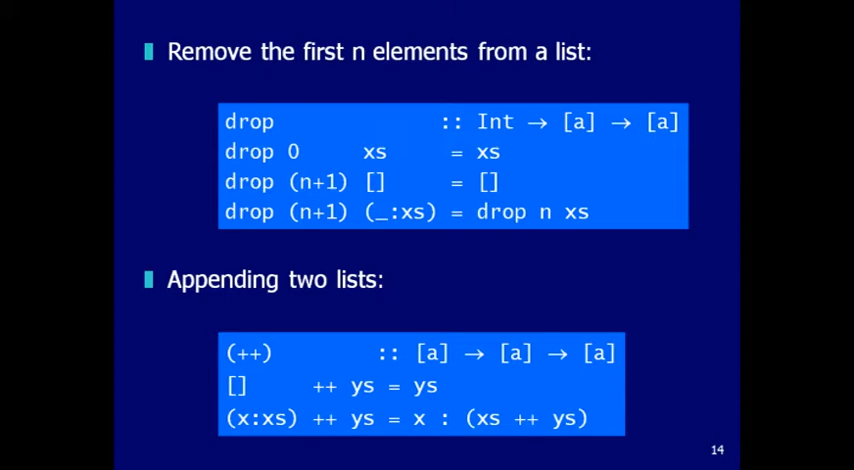 Remove the first n elements from a list:
drop :: Int → [a] → [a]
drop 0 xs = xs
drop (n+1) [] = []
drop (n+1) (_:xs) = drop n xs
Appending two lists:
(++) :: [a] → [a] → [a]
[] ++ ys = ys
(x:xs) ++ ys = x : (xs ++ ys)
14